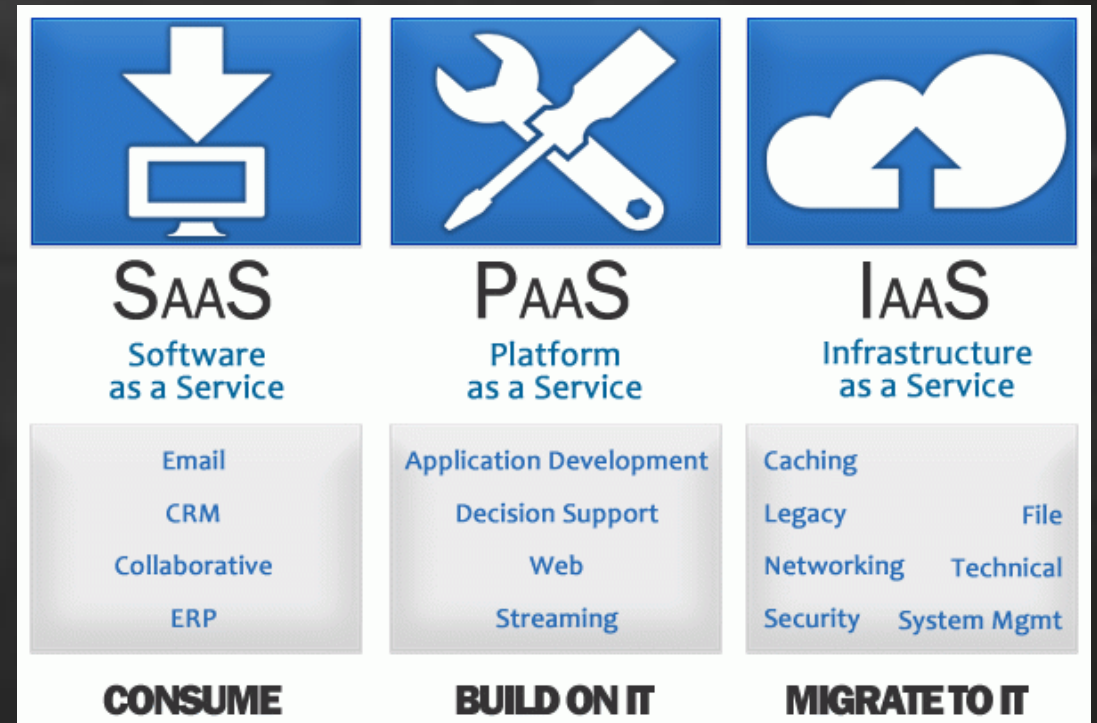 SAAS
Software
as a Service
Email
CRM
Collaborative
ERP
CONSUME
PAAS
Platform
as a Service
Application Development
Decision Support
Web
Streaming
BUILD ON IT
IAAS
Infrastructure
as a Service
Caching
Legacy File
Networking Technical
Security System Mgmt
MIGRATE TO IT